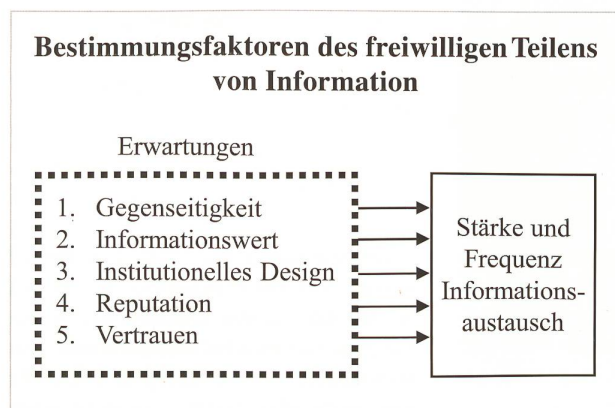 Bestimmungsfaktoren des freiwilligen Teilens
von Information
Erwartungen
1. Gegenseitigkeit
2. Informationswert
3. Institutionelles Design
4. Reputation
5. Vertrauen
Stärke und
Frequenz
Informations-
austausch